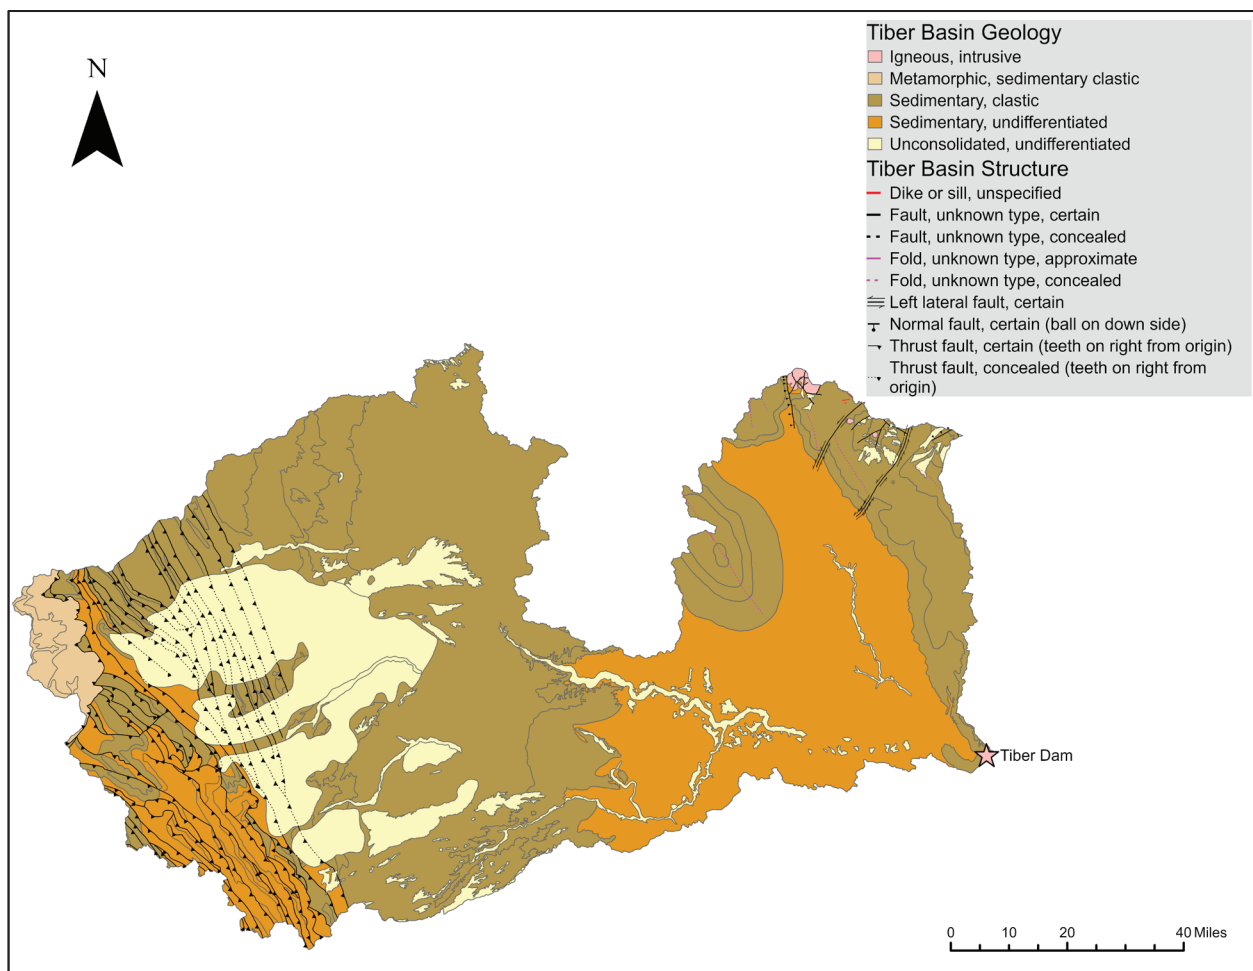 Tiber Basin Geology
Igneous, intrusive
Metamorphic, sedimentary clastic
Sedimentary, clastic
Sedimentary, undifferentiated
Unconsolidated, undifferentiated
Tiber Basin Structure
Dike or sill, unspecified
Fault, unknown type, certain
Fault, unknown type, concealed
Fold, unknown type, approximate
Fold, unknown type, concealed
Left lateral fault, certain
Normal fault, certain (ball on down side)
Thrust fault, certain (teeth on right from origin)
Thrust fault, concealed (teeth on right from
origin)
N
Tiber Dam
0 10 20 40 Miles